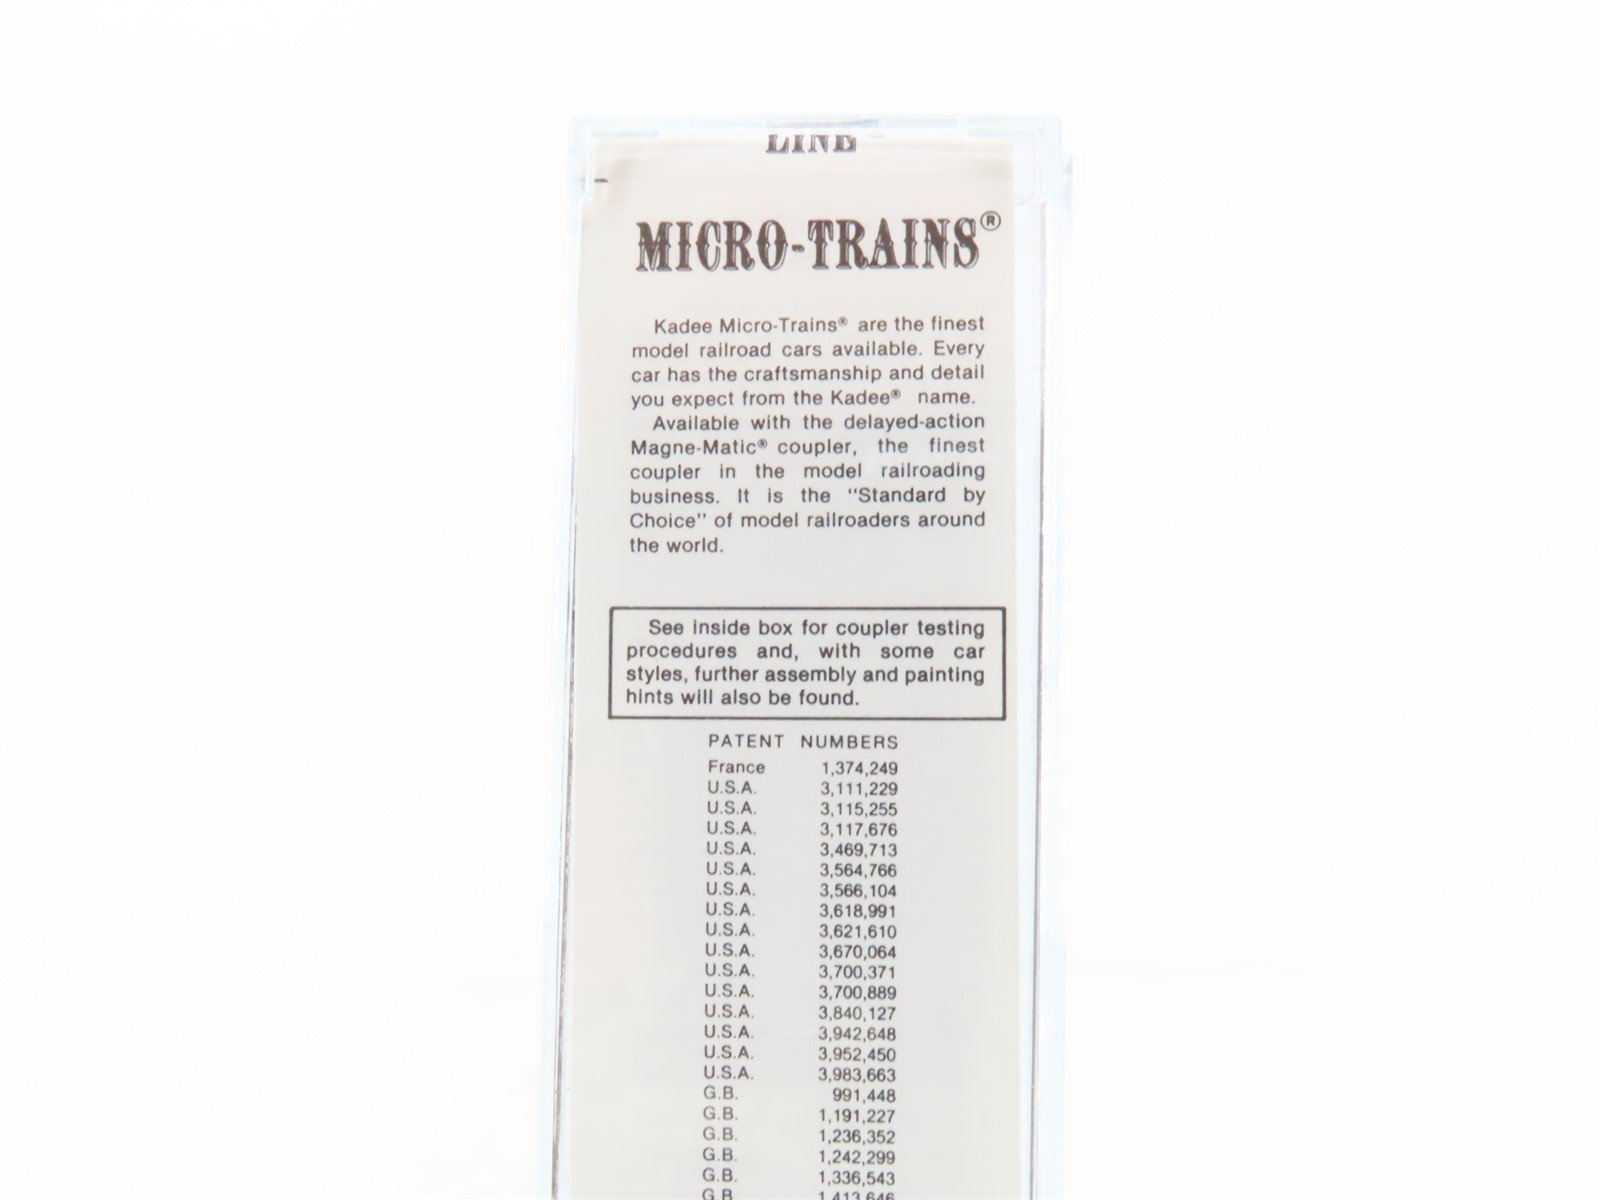 LINE
MICRO-TRAINS®
Kadee Micro-Trains® are the finest
model railroad cars available. Every
car has the craftsmanship and detail
you expect from the Kadee® name.
Available with the delayed-action
Magne-Matic® coupler, the finest
coupler in the model railroading
business. It is the "Standard by
Choice" of model railroaders around
the world.
See inside box for coupler testing
procedures and, with some car
styles, further assembly and painting
hints will also be found.
PATENT NUMBERS
France 1,374,249
U.S.A. 3,111,229
U.S.A. 3,115,255
U.S.A. 3,117,676
U.S.A. 3,469,713
U.S.A. 3,564,766
U.S.A. 3,566,104
U.S.A. 3,618,991
U.S.A. 3,621,610
U.S.A. 3,670,064
U.S.A. 3,700,371
U.S.A. 3,700,889
U.S.A. 3,840,127
U.S.A. 3,942,648
U.S.A. 3,952,450
U.S.A. 3,983,663
G.B. 991,448
G.B. 1,191,227
G.B. 1,236,352
G.B. 1,242,299
G.B. 1,336,543
G.B. 1,413,646